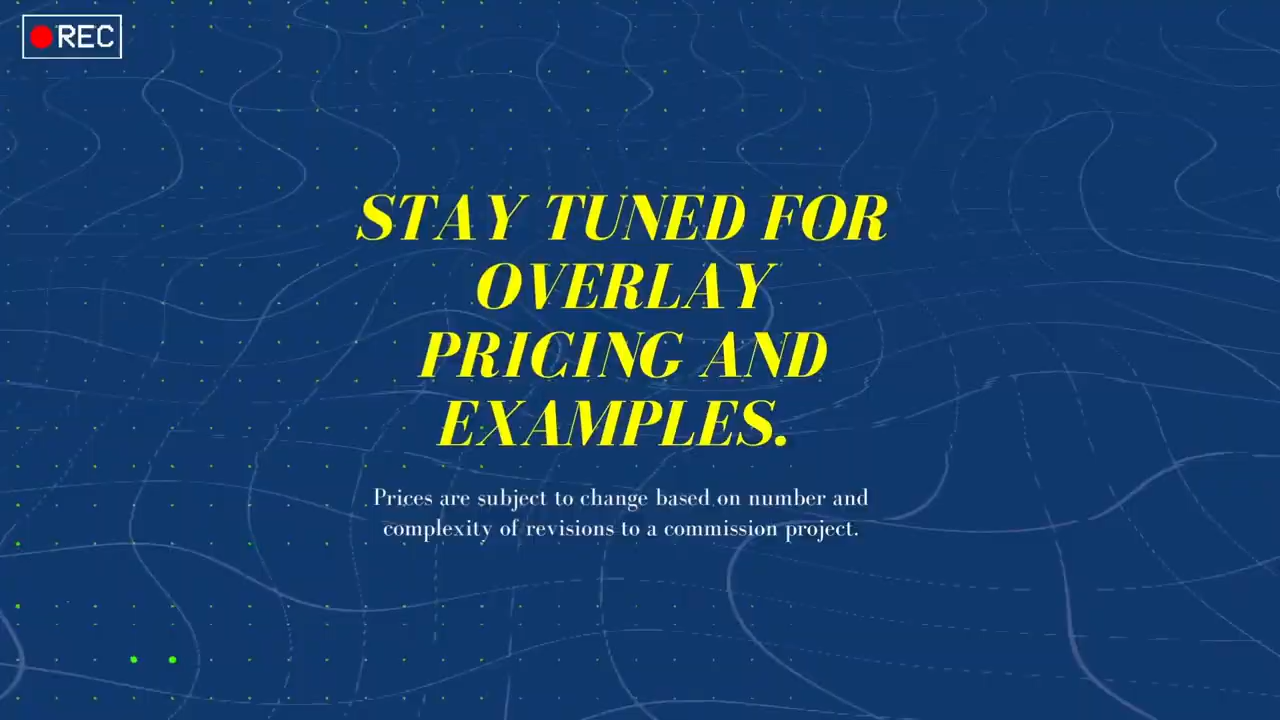 REC
STAY TUNED FOR
OVERLAY
PRICING AND
EXAMPLES.
Prices are subject to change based on number and
complexity of revisions to a commission project.